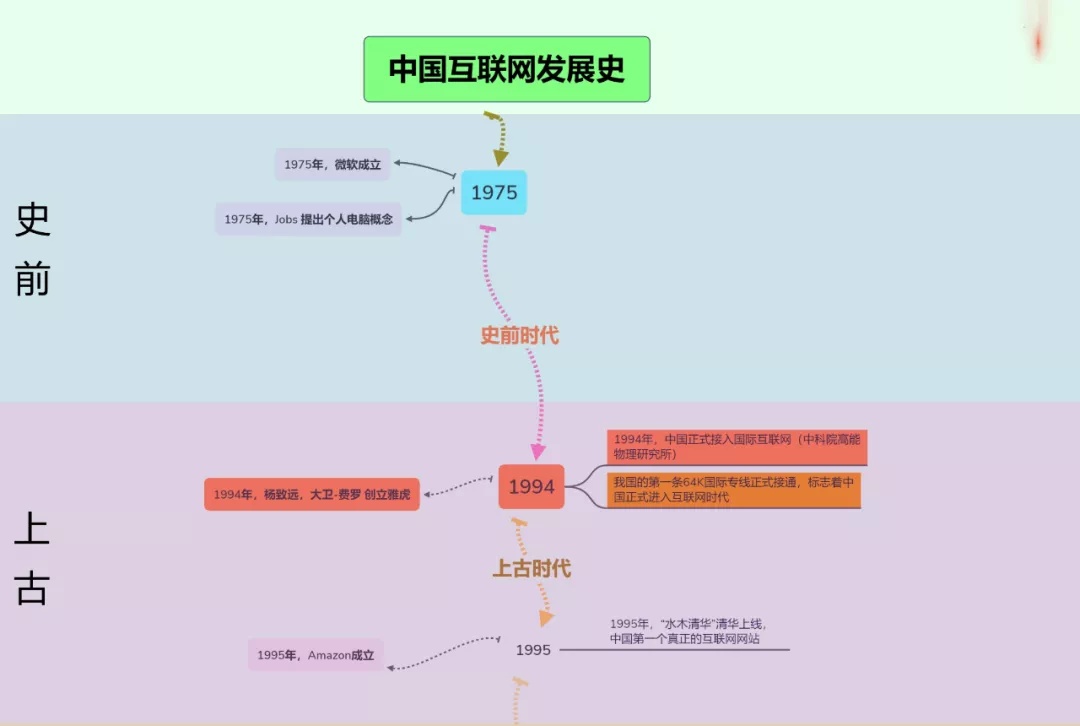 中国互联网发展史
1975年，微软成立
1975
1975年，Jobs 提出个人电脑概念
史
前
史前时代
1994年，中国正式接入国际互联网（中科院高能
物理研究所）
1994年，杨致远，大卫-费罗 创立雅虎
1994
我国的第一条64K国际专线正式接通，标志着中
国正式进入互联网时代
上
古
上古时代
1995年，“水木清华”清华上线，
中国第一个真正的互联网网站
1995年，Amazon成立
1995